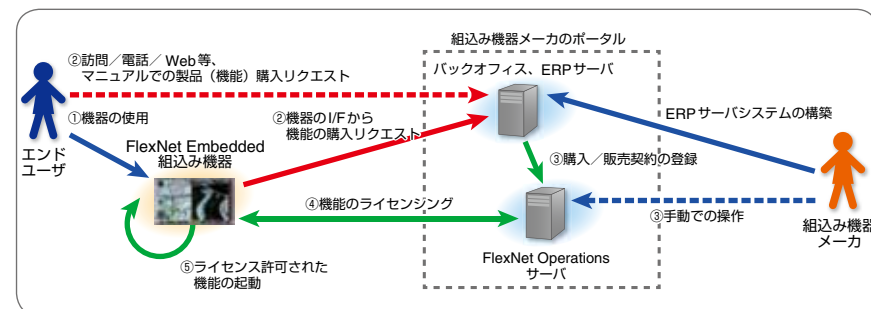 組込み機器メーカのポータル
②訪問／電話／Web等、
マニュアルでの製品（機能）購入リクエスト
バックオフィス、ERPサーバ
①機器の使用
②機器のI/Fから
機能の購入リクエスト
ERPサーバシステムの構築
エンド
ユーザ
FlexNet Embedded
組込み機器
③購入／販売契約の登録
④機能のライセンシング
③手動での操作
組込み機器
メーカ
⑤ライセンス許可された
機能の起動
FlexNet Operations
サーバ